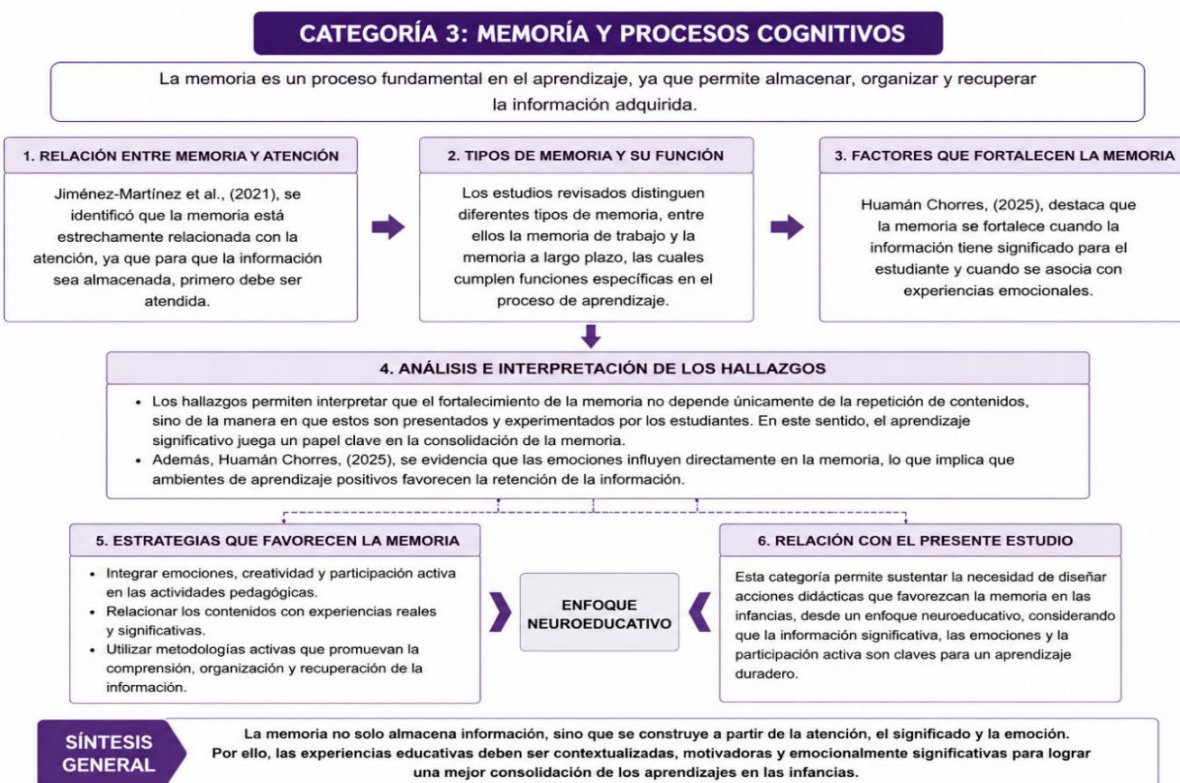 CATEGORÍA 3: MEMORÍA Y PROCESOS COGNITIVOS
La memoria es un proceso fundamental en el aprendizaje, ya que permite almacenar, organizar y recuperar
la información adquirida.
1. RELACIÓN ENTRE MEMORIA Y ATENCIÓN
Jiménez-Martínez et al., (2021), se
identificó que la memoria está
estrechamente relacionada con la
atención, ya que para que la información
sea almacenada, primero debe ser
atendida.
2. TIPOS DE MEMORIA Y SU FUNCIÓN
Los estudios revisados distinguen
diferentes tipos de memoria, entre
ellos la memoria de trabajo y la
memoria a largo plazo, las cuales
cumplen funciones específicas en el
proceso de aprendizaje.
3. FACTORES QUE FORTALECEN LA MEMORIA
Huamán Chorres, (2025), destaca que
la memoria se fortalece cuando la
información tiene significado para el
estudiante y cuando se asocia con
experiencias emocionales.
4. ANÁLISIS E INTERPRETACIÓN DE LOS HALLAZGOS
• Los hallazgos permiten interpretar que el fortalecimiento de la memoria no depende únicamente de la repetición de contenidos,
sino de la manera en que estos son presentados y experimentados por los estudiantes. En este sentido, el aprendizaje
significativo juega un papel clave en la consolidación de la memoria.
• Además, Huamán Chorres, (2025), se evidencia que las emociones influyen directamente en la memoria, lo que implica que
ambientes de aprendizaje positivos favorecen la retención de la información.
5. ESTRATEGIAS QUE FAVORECEN LA MEMORIA
• Integrar emociones, creatividad y participación activa
en las actividades pedagógicas.
• Relacionar los contenidos con experiencias reales
y significativas.
• Utilizar metodologías activas que promuevan la
comprensión, organización y recuperación de la
información.
ENFOQUE
NEUROEDUCATIVO
6. RELACIÓN CON EL PRESENTE ESTUDIO
Esta categoría permite sustentar la necesidad de diseñar
acciones didácticas que favorezcan la memoria en las
infancias, desde un enfoque neuroeducativo, considerando
que la información significativa, las emociones y la
participación activa son claves para un aprendizaje
duradero.
SÍNTESIS
GENERAL
La memoria no solo almacena información, sino que se construye a partir de la atención, el significado y la emoción.
Por ello, las experiencias educativas deben ser contextualizadas, motivadoras y emocionalmente significativas para lograr
una mejor consolidación de los aprendizajes en las infancias.